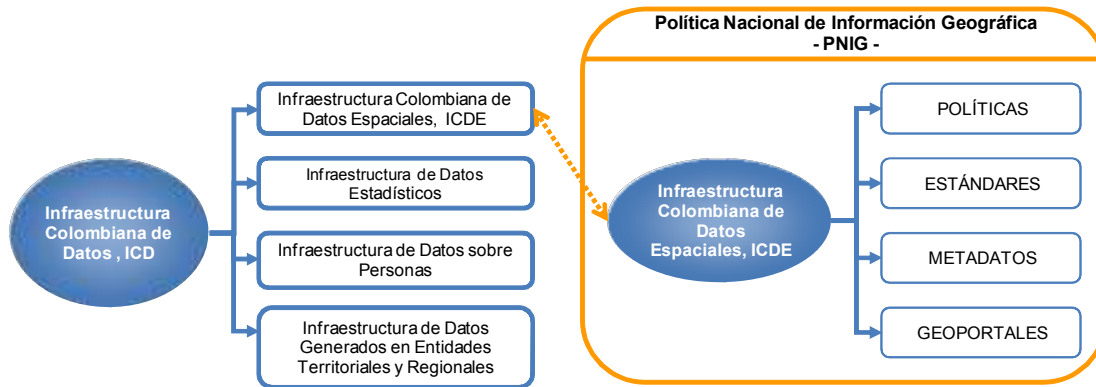 Política Nacional de Información Geográfica
- PNIG -
Infraestructura
Colombiana de
Datos , ICD
Infraestructura Colombiana de
Datos Espaciales, ICDE
Infraestructura de Datos
Estadísticos
Infraestructura de Datos sobre
Personas
Infraestructura de Datos
Generados en Entidades
Territoriales y Regionales
Infraestructura
Colombiana de
Datos
Espaciales, ICDE
POLÍTICAS
ESTÁNDARES
METADATOS
GEOPORTALES